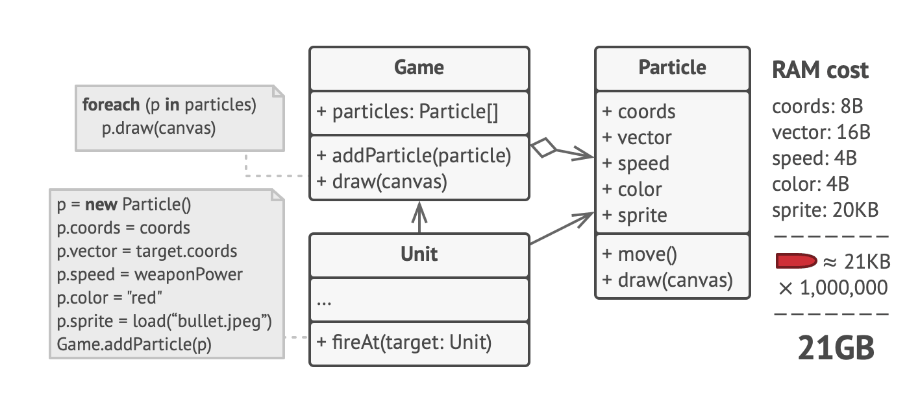 foreach (p in particles)
p.draw(canvas)
p = new Particle()
p.coords = coords
p.vector = target.coords
p.speed = weaponPower
p.color = "red"
p.sprite = load(“bullet.jpeg”)
Game.addParticle(p)
Game
+ particles: Particle[]
+ addParticle(particle)
+ draw(canvas)
Unit
...
+ fireAt(target: Unit)
Particle
+ coords
+ vector
+ speed
+ color
+ sprite
+ move()
+ draw(canvas)
RAM cost
coords: 8B
vector: 16B
speed: 4B
color: 4B
sprite: 20KB
≈ 21KB
× 1,000,000
21GB